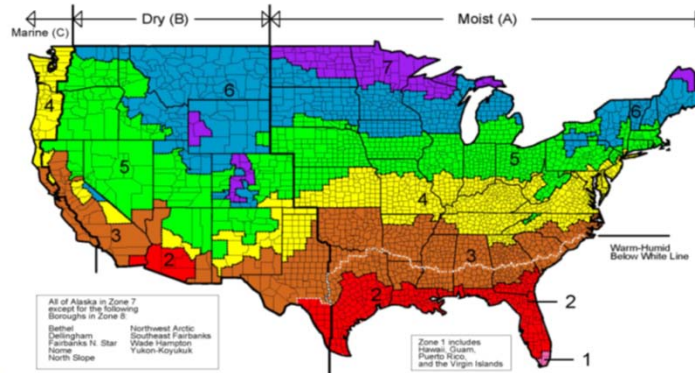 Marine (C)
Dry (B)
Moist (A)
7
6
6
4
5
5
4
3
3
2
2
2
1
Warm-Humid
Below White Line
All of Alaska in Zone 7
except for the following
Boroughs in Zone 8:
Bethel Northwest Arctic
Dellingham Southeast Fairbanks
Fairbanks N. Star Wade Hampton
Nome Yukon-Koyukuk
North Slope
Zone 1 includes
Hawaii, Guam,
Puerto Rico,
and the Virgin Islands